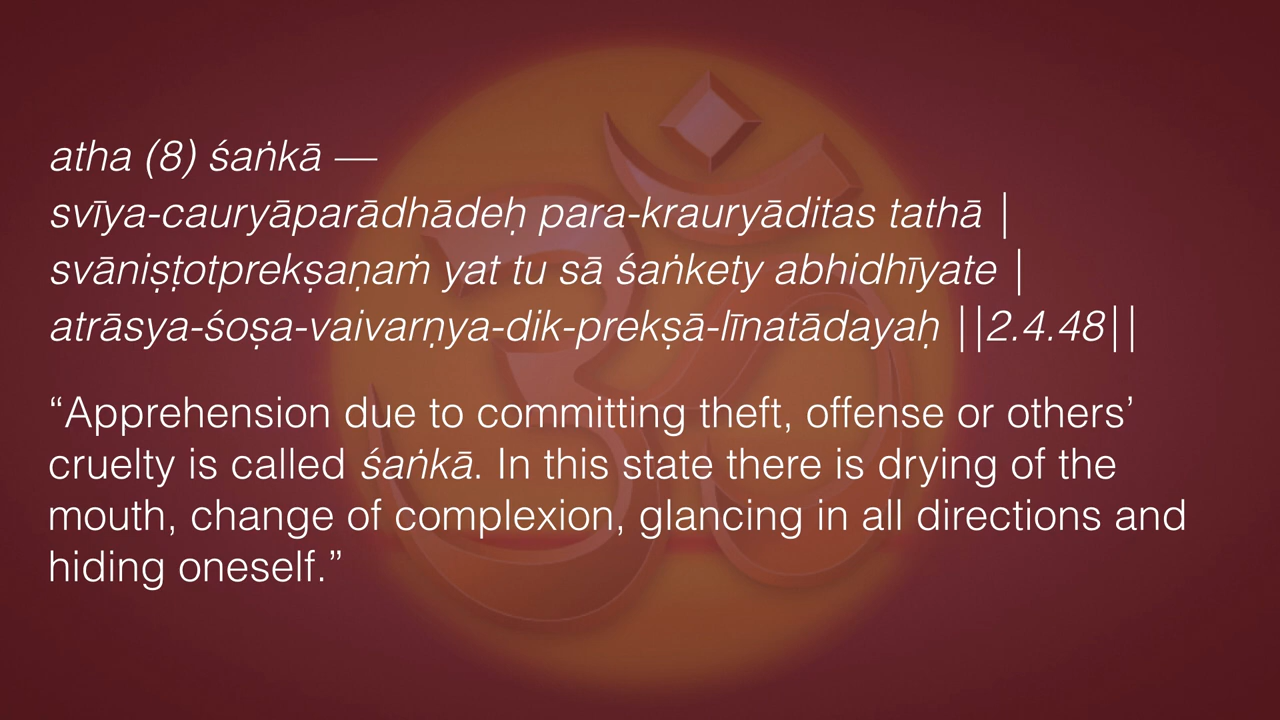 atha (8) śaṅkā —
svīya-cauryāparādhādeḥ para-krauryāditas tathā |
svāniṣṭotprekṣaṇaṁ yat tu sā śaṅkety abhidhīyate |
atrāsya-śoṣa-vaivarṇya-dik-prekṣā-līnatādayaḥ ||2.4.48||
“Apprehension due to committing theft, offense or others’
cruelty is called śaṅkā. In this state there is drying of the
mouth, change of complexion, glancing in all directions and
hiding oneself.”